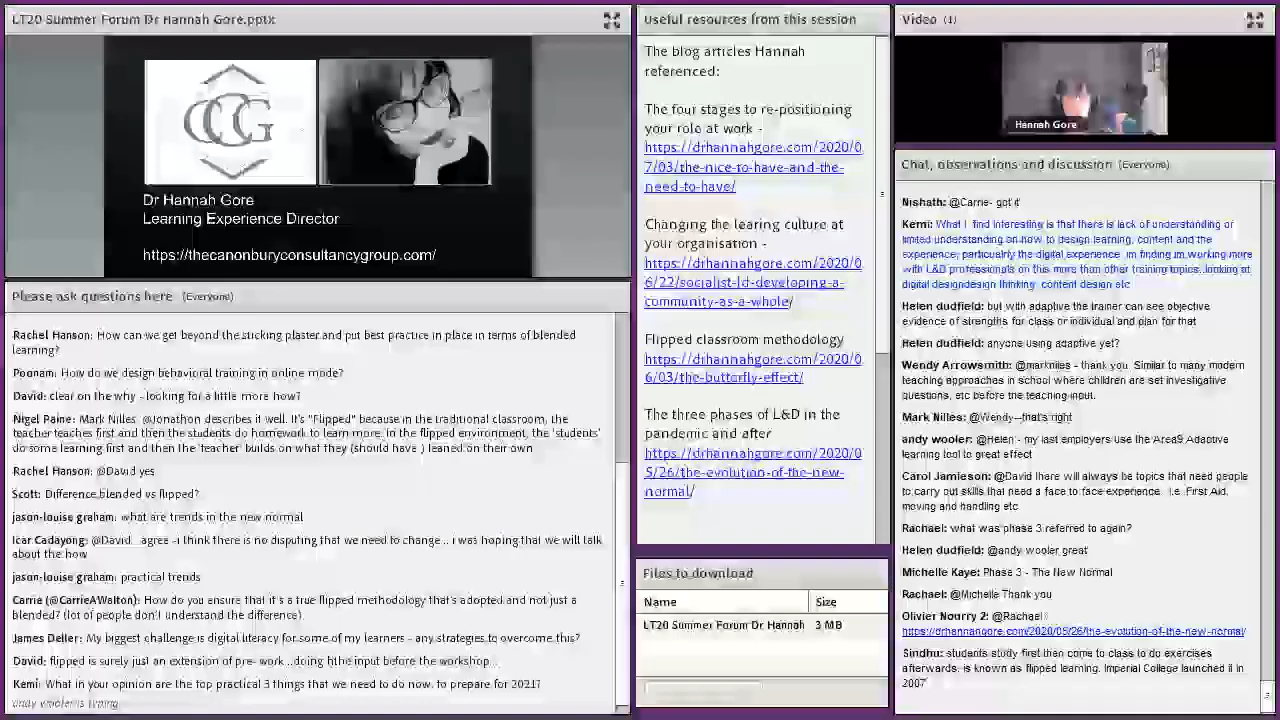 LT20 Summer Forum Dr Hannah Gore.pptx
CCG
Dr Hannah Gore
Learning Experience Director
https://thecanonburyconsultancygroup.com/
Please ask questions here (Everyone)
Rachel Hanson: How can we get beyond the sticking plaster and put best practice in place in terms of blended
learning?
Poonam: How do we design behavioral training in online mode?
David: clear on the why - looking for a little more how?
Nigel Paine: Mark Nilles @Jonathon describes it well. It's "Flipped" because in the traditional classroom, the
teacher teaches first and then the students do homework to learn more. in the flipped environment, the 'students'
do some learning first and then the 'teacher' builds on what they (should have ) leaned on their own
Rachel Hanson: @David yes
Scott: Difference blended vs flipped?
jason-louise graham: what are trends in the new normal
Icar Cadayong: @David...agree - i think there is no disputing that we need to change... i was hoping that we will talk
about the how
jason-louise graham: practical trends
Carrie (@CarrieAWalton): How do you ensure that it's a true flipped methodology that's adopted and not just a
blended? (lot of people don't understand the difference)
James Deller: My biggest challenge is digital literacy for some of my learners - any strategies to overcome this?
David: flipped is surely just an extension of pre- work...doing hthe input before the workshop...
Kemi: What in your opinion are the top practical 3 things that we need to do now, to prepare for 2021?
andy wooler is typing
Useful resources from this session
The blog articles Hannah
referenced:
The four stages to re-positioning
your role at work -
https://drhannahgore.com/2020/0
7/03/the-nice-to-have-and-the-
need-to-have/
Changing the learing culture at
your organisation -
https://drhannahgore.com/2020/0
6/22/socialist-ld-developing-a-
community-as-a-whole/
Flipped classroom methodology
https://drhannahgore.com/2020/0
6/03/the-butterfly-effect/
The three phases of L&D in the
pandemic and after
https://drhannahgore.com/2020/0
5/26/the-evolution-of-the-new-
normal/
Files to download
Name Size
LT20 Summer Forum Dr Hannah 3 MB
Video (1)
Hannah Gore
Chat, observations and discussion (Everyone)
Nishath: @Carrie- got it
Kemi: What I find interesting is that there is lack of understanding or
limited understanding on how to design learning, content and the
experience, particualrly the digital experience. im finding im working more
with L&D professionals on this more than other training topics..looking at
digital designdesign thinking, content design etc
Helen dudfield: but with adaptive the trainer can see objective
evidence of strengths for class or individual and plan for that
Helen dudfield: anyone using adaptive yet?
Wendy Arrowsmith: @markniles - thank you. Similar to many modern
teaching approaches in school where children are set investigative
questions, etc before the teaching input.
Mark Nilles: @Wendy--that's right
andy wooler: @Helen - my last employers use the Area9 Adaptive
learning tool to great effect
Carol Jamieson: @David there will always be topics that need people
to carry out skills that need a face to face experience. i.e. First Aid,
moving and handling etc
Rachael: what was phase 3 referred to again?
Helen dudfield: @andy wooler great
Michelle Kaye: Phase 3 - The New Normal
Rachael: @Michelle Thank you
Olivier Nourry 2: @Rachael
https://drhannahgore.com/2020/05/26/the-evolution-of-the-new-normal/
Sindhu: students study first then come to class to do exercises
afterwards, is known as flipped learning. Imperial College launched it in
2007